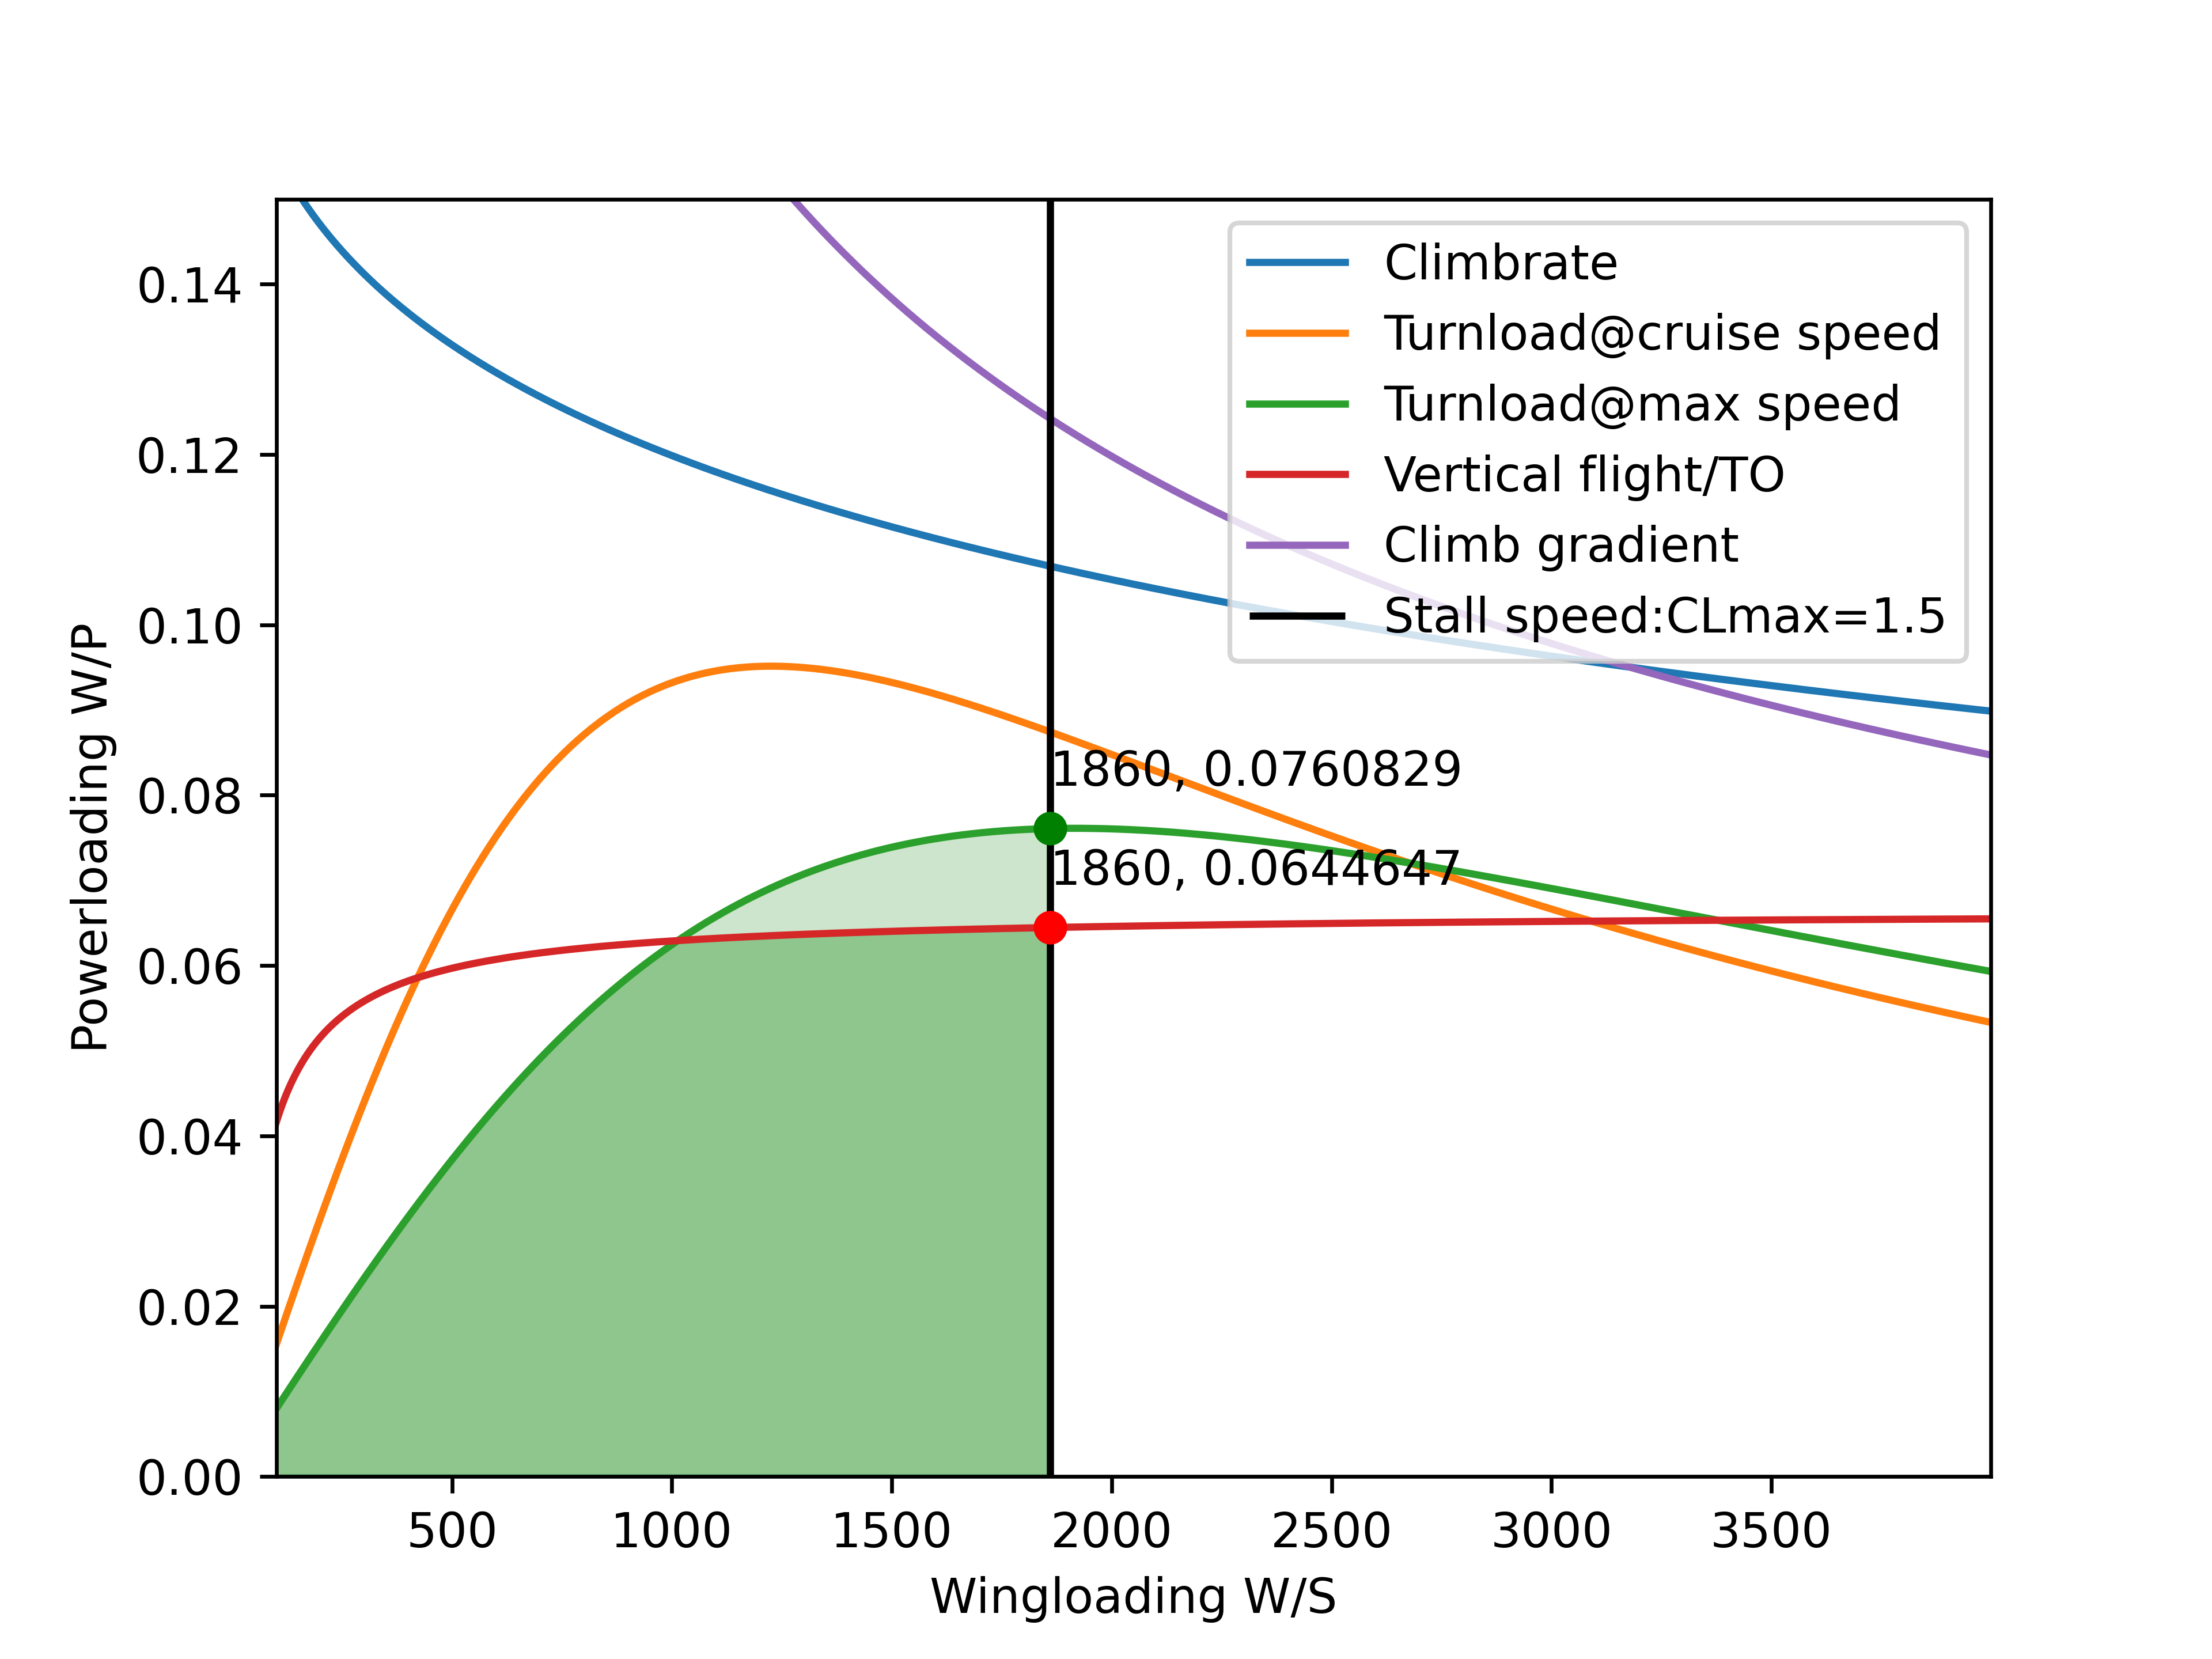 Climbrate
Turnload@cruise speed
Turnload@max speed
Vertical flight/TO
Climb gradient
Stall speed:CLmax=1.5
0.14
0.12
0.10
0.08
0.06
0.04
0.02
0.00
Powerloading W/P
1860, 0.0760829
1860, 0.0644647
500 1000 1500 2000 2500 3000 3500
Wingloading W/S